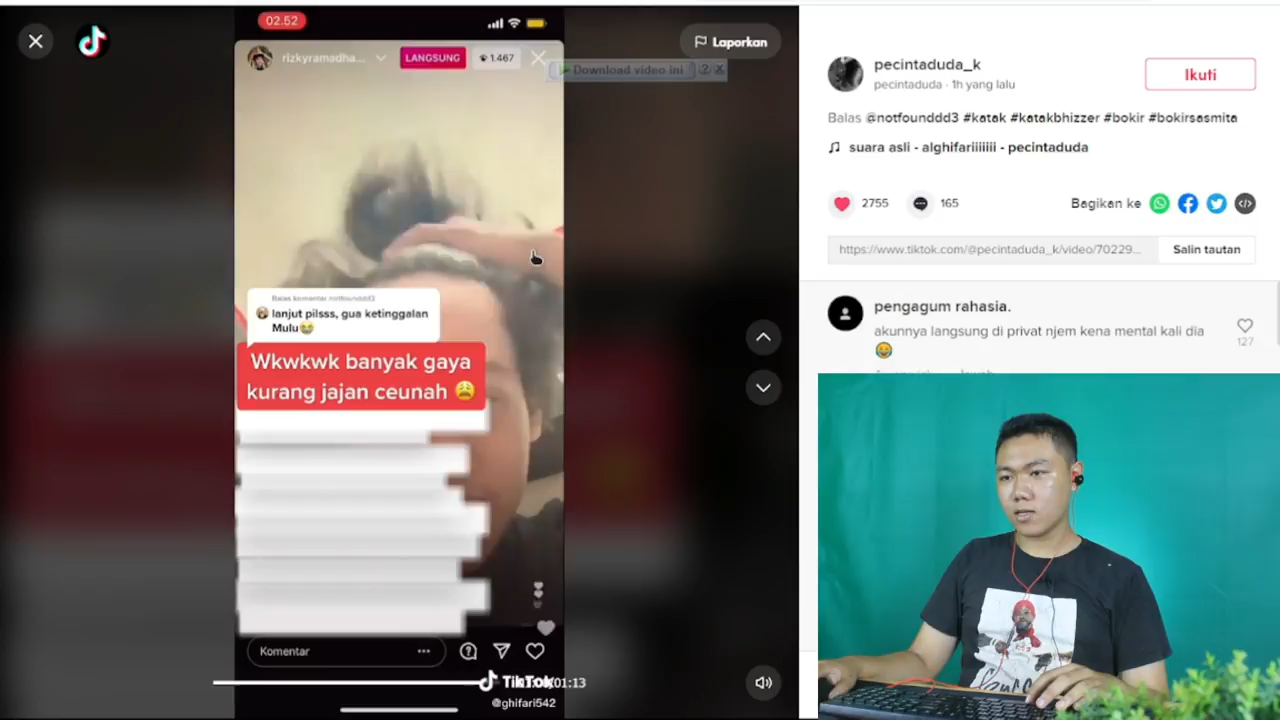 02.52
rizkyramadha...
LANGSUNG
1.467
Laporkan
Download video ini
?
Balas komentar notfounddd3
lanjut pilsss, gua ketinggalan
Mulu😭
Wkwkwk banyak gaya
kurang jajan ceunah 😩
Komentar
TikTok
01:13
@ghifari542
pecintaduda_k
pecintaduda · 1h yang lalu
Ikuti
Balas @notfounddd3 #katak #katakbhizzer #bokir #bokirsasmita
suara asli - alghifariiiiiii - pecintaduda
2755
165
Bagikan ke
https://www.tiktok.com/@pecintaduda_k/video/70229...
Salin tautan
pengagum rahasia.
akunnya langsung di privat njem kena mental kali dia
😂
127